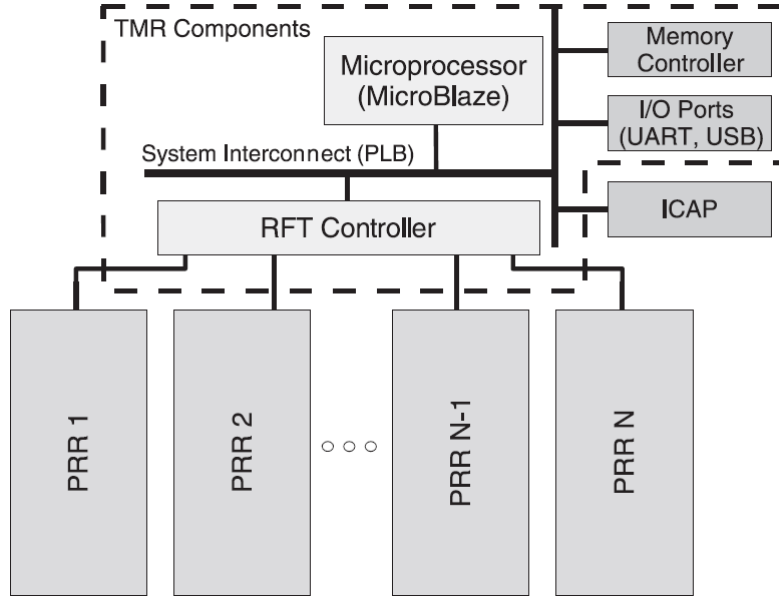 TMR Components
Microprocessor
(MicroBlaze)
Memory
Controller
I/O Ports
(UART, USB)
System Interconnect (PLB)
ICAP
RFT Controller
PRR 1
PRR 2
PRR N-1
PRR N